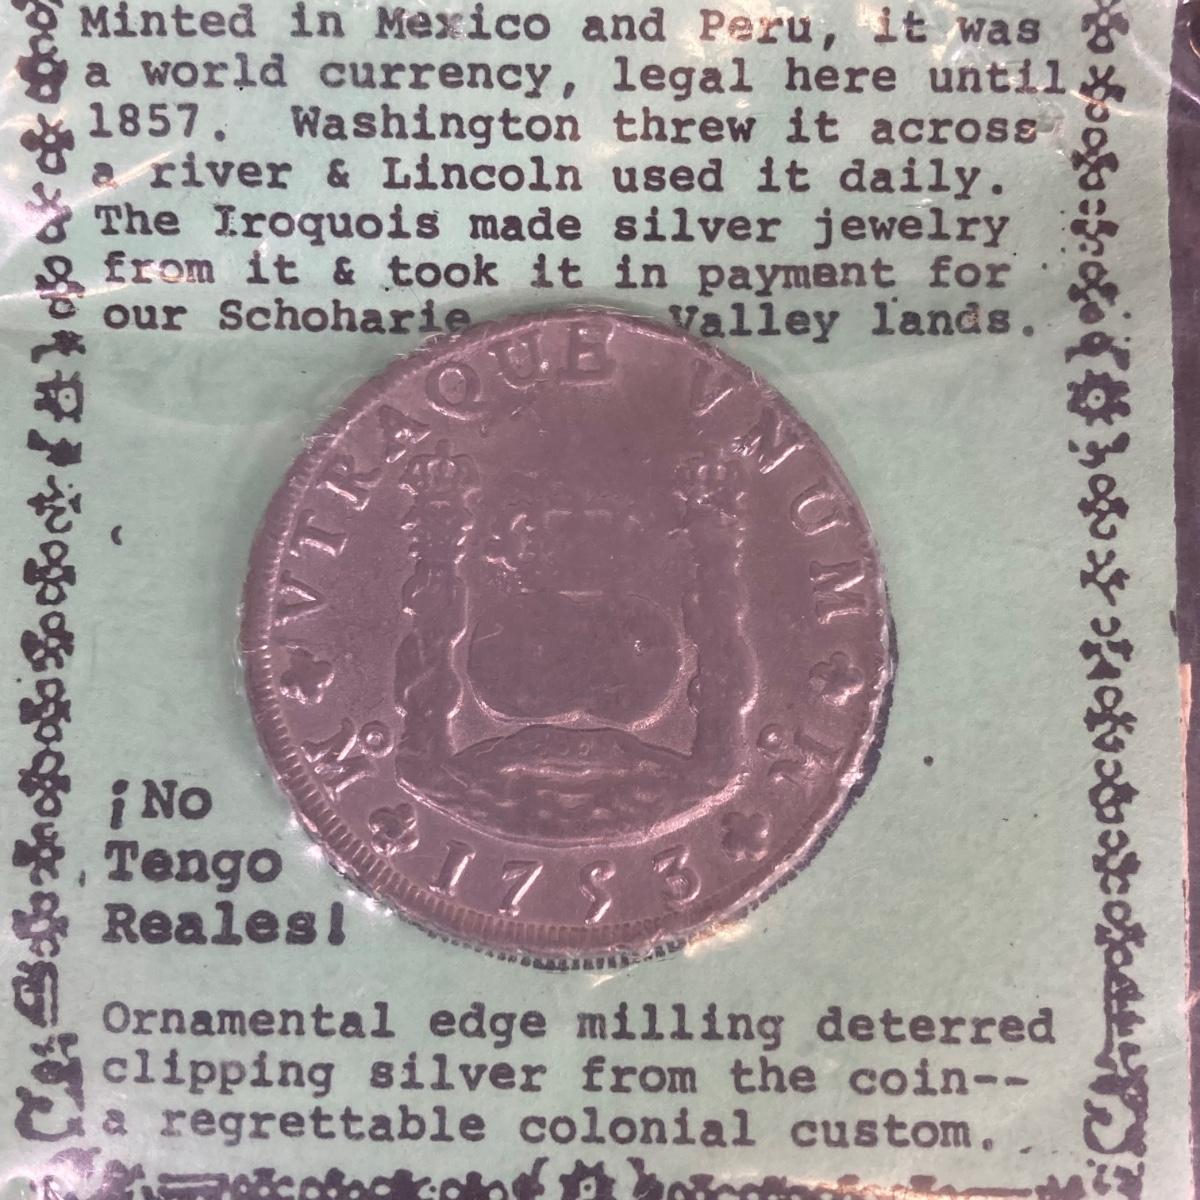 Minted in Mexico and Peru, it was
a world currency, legal here until
1857. Washington threw it across
a river & Lincoln used it daily.
The Iroquois made silver jewelry
from it & took it in payment for
our Schoharie Valley lands.
VTRAQUE VNUM
Mo 1753 Mo
¡No
Tengo
Reales!
Ornamental edge milling deterred
clipping silver from the coin--
a regrettable colonial custom.